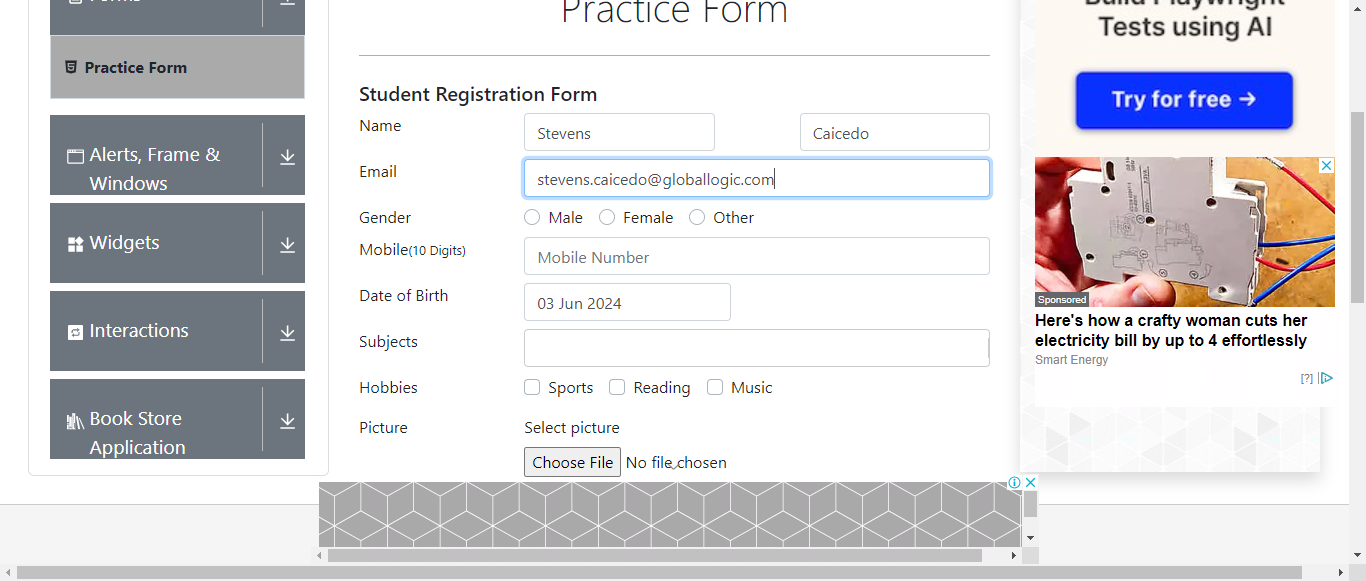 Forms
Practice Form
Alerts, Frame &
Windows
Widgets
Interactions
Book Store
Application
Practice Form
Student Registration Form
Name
Stevens
Caicedo
Email
stevens.caicedo@globallogic.com
Gender
Male
Female
Other
Mobile(10 Digits)
Mobile Number
Date of Birth
03 Jun 2024
Subjects
Hobbies
Sports
Reading
Music
Picture
Select picture
Choose File
No file chosen
Build Playwright
Tests using AI
Try for free →
Sponsored
Here's how a crafty woman cuts her
electricity bill by up to 4 effortlessly
Smart Energy
[?]